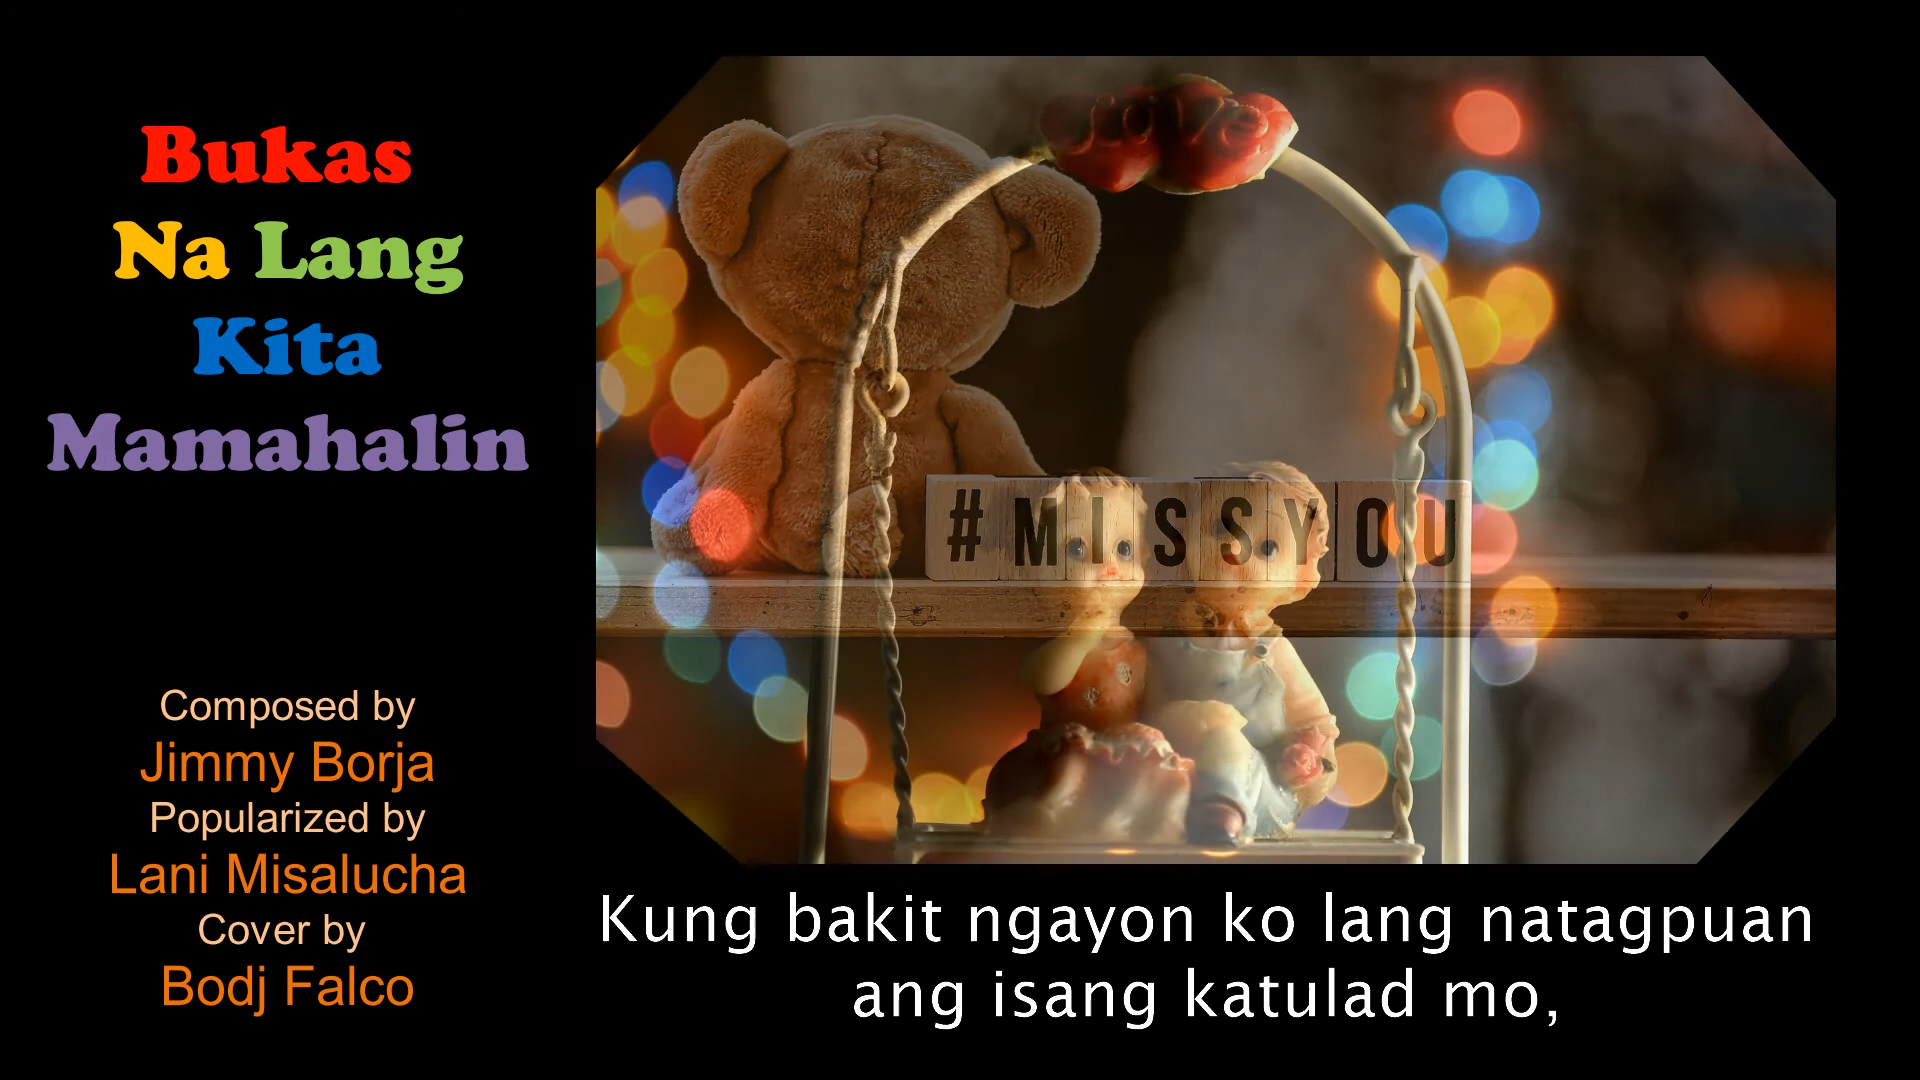 Bukas
Na Lang
Kita
Mamahalin
Composed by
Jimmy Borja
Popularized by
Lani Misalucha
Cover by
Bodj Falco
#MISSYOU
Kung bakit ngayon ko lang natagpuan
ang isang katulad mo,